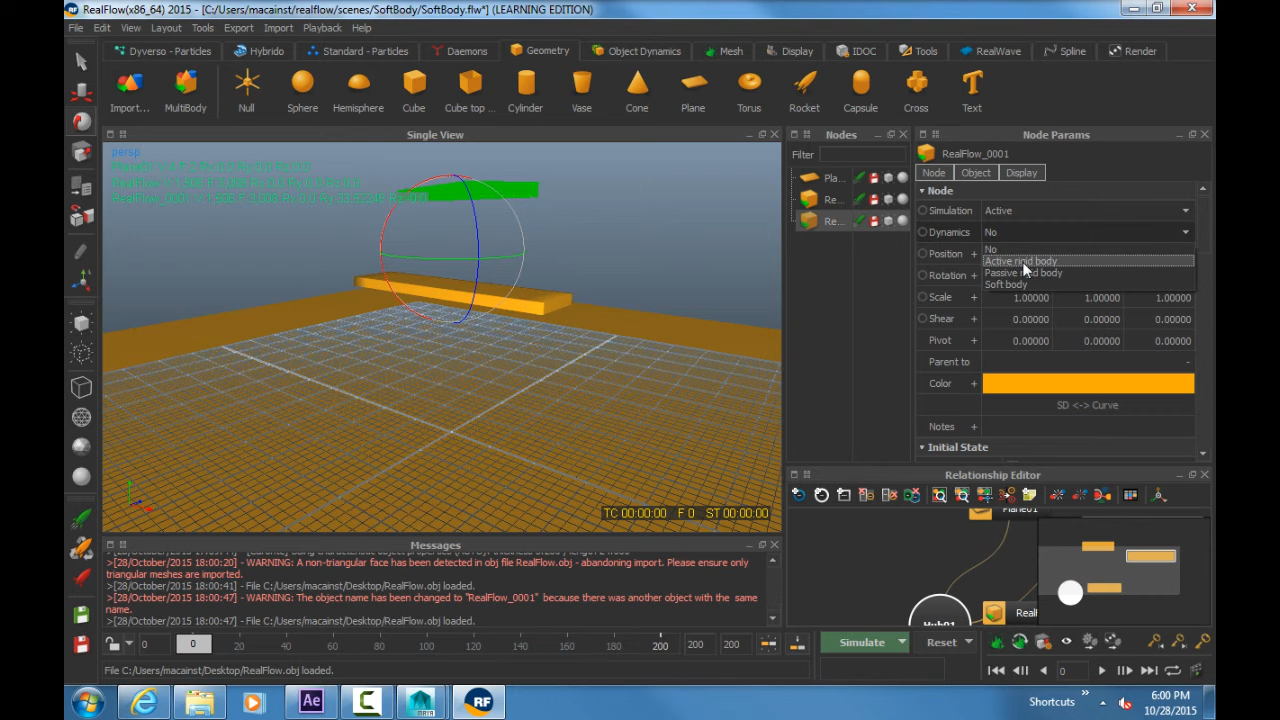 RealFlow(x86_64) 2015 - [C:/Users/macainst/realflow/scenes/SoftBody/SoftBody.flw*] (LEARNING EDITION)
File Edit View Layout Tools Export Import Playback Help
Dyverso - Particles Hybrido Standard - Particles Daemons Geometry Object Dynamics Mesh Display IDOC Tools RealWave Spline Render
Import... MultiBody Null Sphere Hemisphere Cube Cube top ... Cylinder Vase Cone Plane Torus Rocket Capsule Cross Text
Single View
persp
Nodes
Filter
Pla...
Re...
Re...
Node Params
RealFlow_0001
Node Object Display
Node
Simulation Active
Dynamics No
No
Active rigid body
Passive rigid body
Soft body
Position +
Rotation +
Scale 1.00000 1.00000 1.00000
Shear + 0.00000 0.00000 0.00000
Pivot + 0.00000 0.00000 0.00000
Parent to -
Color +
SD <-> Curve
Notes +
Initial State
TC 00:00:00 F 0 ST 00:00:00
Relationship Editor
Plane01
Hub01
RealF
Messages
>[28/October/2015 18:00:20] - WARNING: A non-triangular face has been detected in obj file RealFlow.obj - abandoning import. Please ensure only
triangular meshes are imported.
>[28/October/2015 18:00:41] - File C:/Users/macainst/Desktop/RealFlow.obj loaded.
>[28/October/2015 18:00:47] - WARNING: The object name has been changed to "RealFlow_0001" because there was another object with the same
name.
>[28/October/2015 18:00:47] - File C:/Users/macainst/Desktop/RealFlow.obj loaded.
0 0 20 40 60 80 100 120 140 160 180 200 200 200
Simulate Reset
File C:/Users/macainst/Desktop/RealFlow.obj loaded.
0
Ae C MAYA RF
Shortcuts »
6:00 PM
10/28/2015